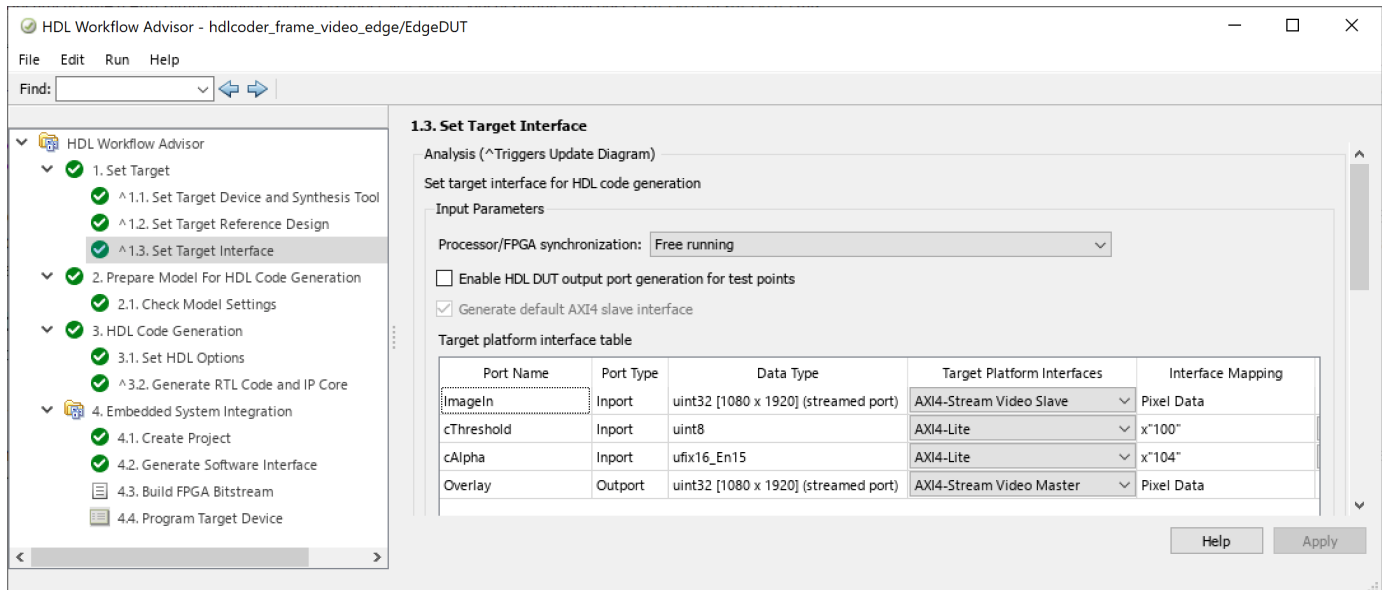 HDL Workflow Advisor - hdlcoder_frame_video_edge/EdgeDUT
File Edit Run Help
Find:
HDL Workflow Advisor
1. Set Target
^1.1. Set Target Device and Synthesis Tool
^1.2. Set Target Reference Design
^1.3. Set Target Interface
2. Prepare Model For HDL Code Generation
2.1. Check Model Settings
3. HDL Code Generation
3.1. Set HDL Options
^3.2. Generate RTL Code and IP Core
4. Embedded System Integration
4.1. Create Project
4.2. Generate Software Interface
4.3. Build FPGA Bitstream
4.4. Program Target Device
1.3. Set Target Interface
Analysis (^Triggers Update Diagram)
Set target interface for HDL code generation
Input Parameters
Processor/FPGA synchronization: Free running
Enable HDL DUT output port generation for test points
Generate default AXI4 slave interface
Target platform interface table
Port Name Port Type Data Type Target Platform Interfaces Interface Mapping
ImageIn Inport uint32 [1080 x 1920] (streamed port) AXI4-Stream Video Slave Pixel Data
cThreshold Inport uint8 AXI4-Lite x"100"
cAlpha Inport ufix16_En15 AXI4-Lite x"104"
Overlay Outport uint32 [1080 x 1920] (streamed port) AXI4-Stream Video Master Pixel Data
Help Apply